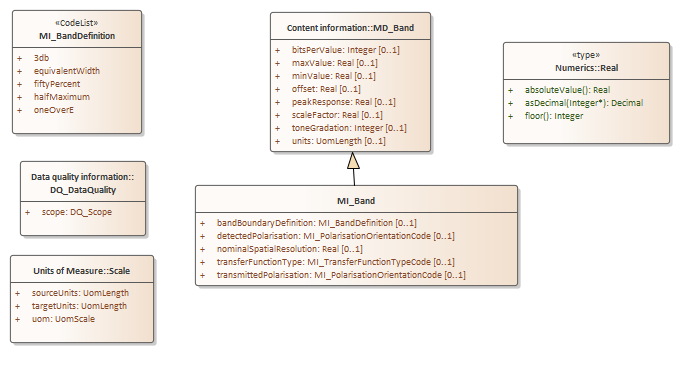 «CodeList»
MI_BandDefinition
+ 3db
+ equivalentWidth
+ fiftyPercent
+ halfMaximum
+ oneOverE
Data quality information::
DQ_DataQuality
+ scope: DQ_Scope
Units of Measure::Scale
+ sourceUnits: UomLength
+ targetUnits: UomLength
+ uom: UomScale
Content information::MD_Band
+ bitsPerValue: Integer [0..1]
+ maxValue: Real [0..1]
+ minValue: Real [0..1]
+ offset: Real [0..1]
+ peakResponse: Real [0..1]
+ scaleFactor: Real [0..1]
+ toneGradation: Integer [0..1]
+ units: UomLength [0..1]
MI_Band
+ bandBoundaryDefinition: MI_BandDefinition [0..1]
+ detectedPolarisation: MI_PolarisationOrientationCode [0..1]
+ nominalSpatialResolution: Real [0..1]
+ transferFunctionType: MI_TransferFunctionTypeCode [0..1]
+ transmittedPolarisation: MI_PolarisationOrientationCode [0..1]
«type»
Numerics::Real
+ absoluteValue(): Real
+ asDecimal(Integer*): Decimal
+ floor(): Integer